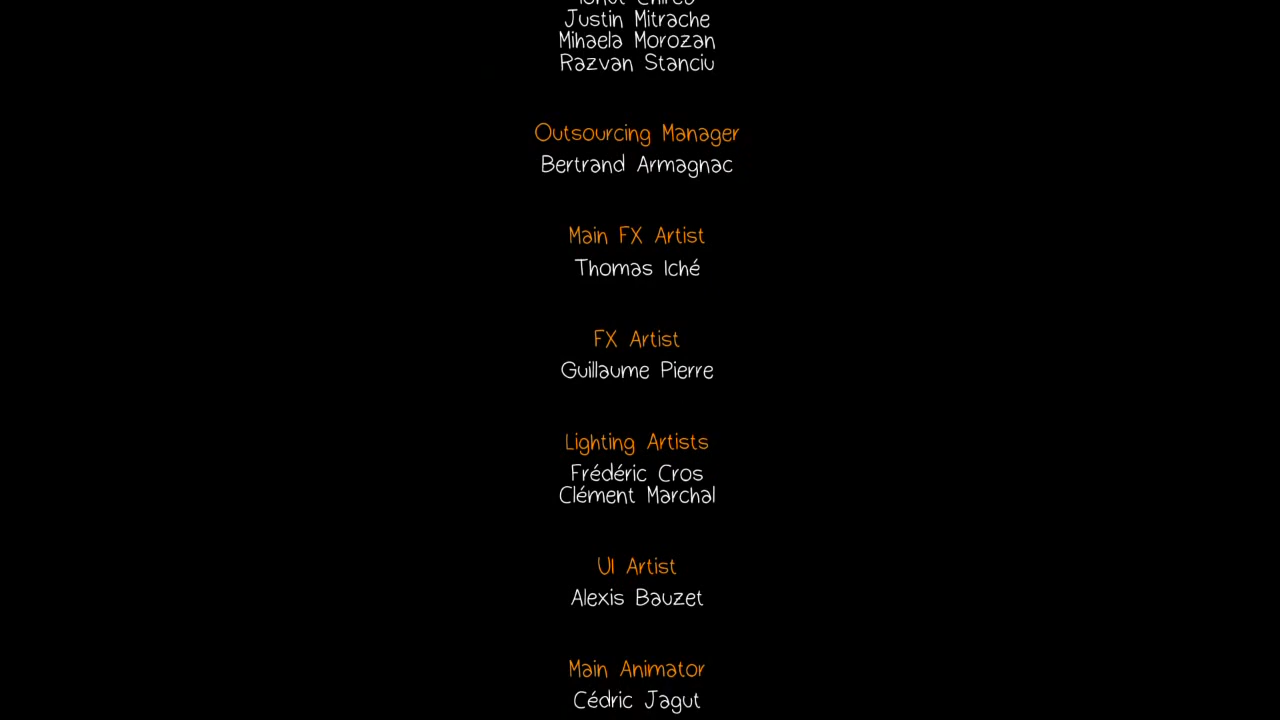 Justin Mitrache
Mihaela Morozan
Razvan Stanciu
Outsourcing Manager
Bertrand Armagnac
Main FX Artist
Thomas Iché
FX Artist
Guillaume Pierre
Lighting Artists
Frédéric Cros
Clément Marchal
UI Artist
Alexis Bauzet
Main Animator
Cédric Jagut